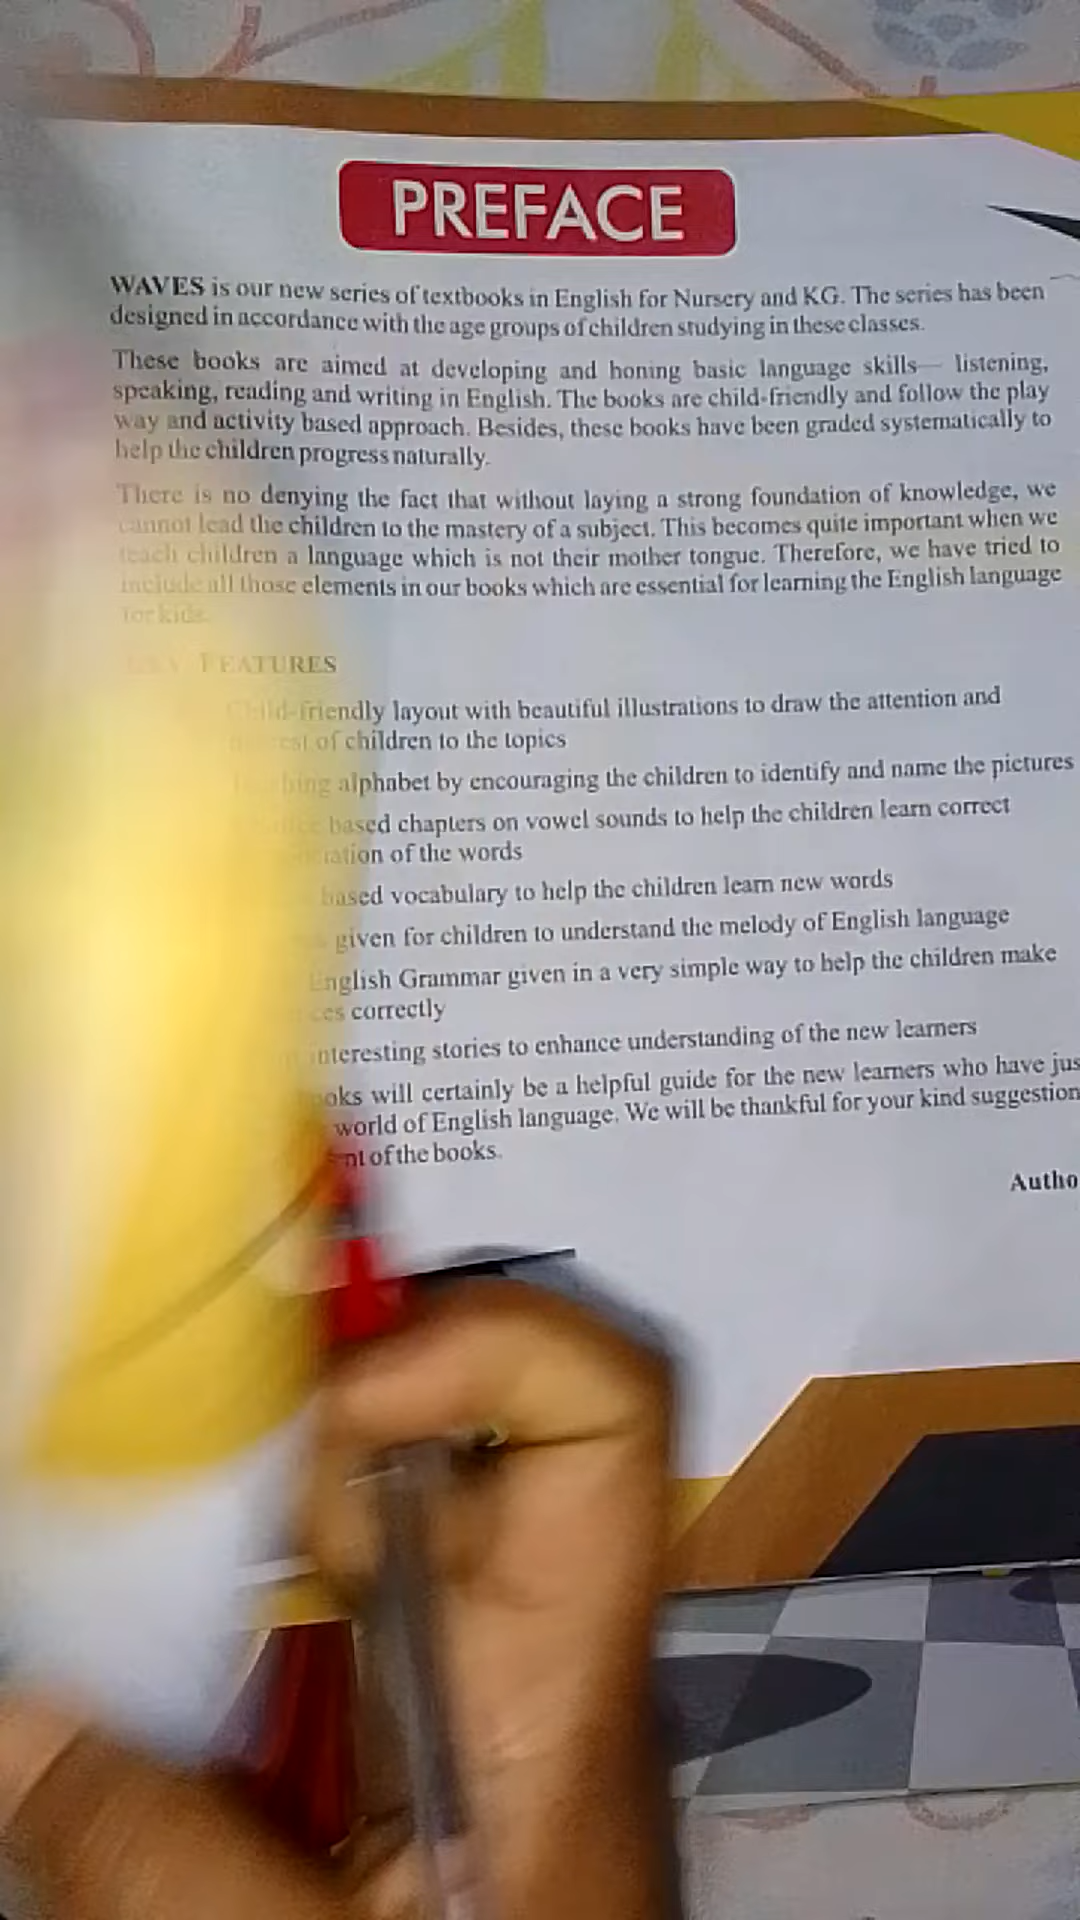 PREFACE
WAVES is our new series of textbooks in English for Nursery and KG. The series has been
designed in accordance with the age groups of children studying in these classes.
These books are aimed at developing and honing basic language skills— listening,
speaking, reading and writing in English. The books are child-friendly and follow the play
way and activity based approach. Besides, these books have been graded systematically to
help the children progress naturally.
There is no denying the fact that without laying a strong foundation of knowledge, we
cannot lead the children to the mastery of a subject. This becomes quite important when we
teach children a language which is not their mother tongue. Therefore, we have tried to
include all those elements in our books which are essential for learning the English language
for kids.
FEATURES
Child-friendly layout with beautiful illustrations to draw the attention and
of children to the topics
alphabet by encouraging the children to identify and name the pictures
based chapters on vowel sounds to help the children learn correct
of the words
based vocabulary to help the children learn new words
given for children to understand the melody of English language
English Grammar given in a very simple way to help the children make
correctly
interesting stories to enhance understanding of the new learners
will certainly be a helpful guide for the new learners who have jus
world of English language. We will be thankful for your kind suggestion
of the books.
Autho